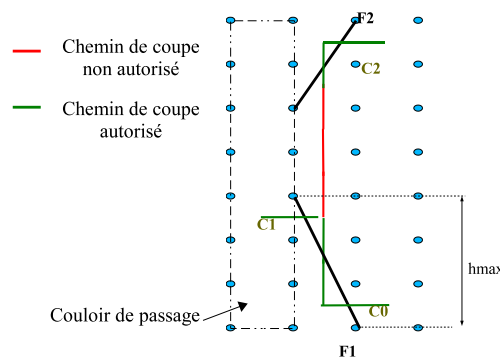 F2
Chemin de coupe
non autorisé
C2
Chemin de coupe
autorisé
C1
hmax
Couloir de passage
C0
F1